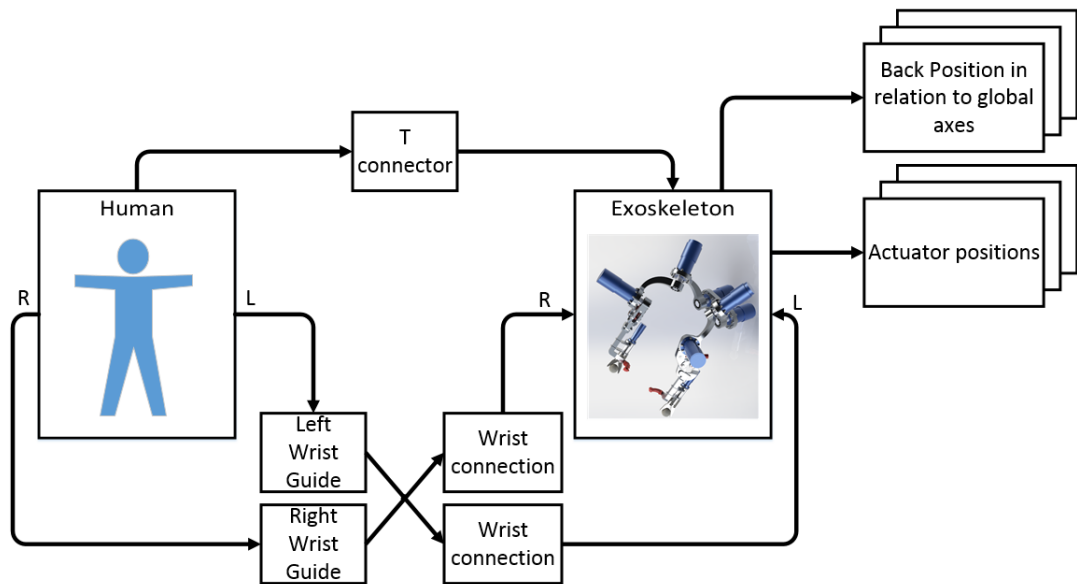 Back Position in
relation to global
axes
T
connector
Human
Exoskeleton
Actuator positions
R
L
R
L
Left
Wrist
Guide
Wrist
connection
Right
Wrist
Guide
Wrist
connection